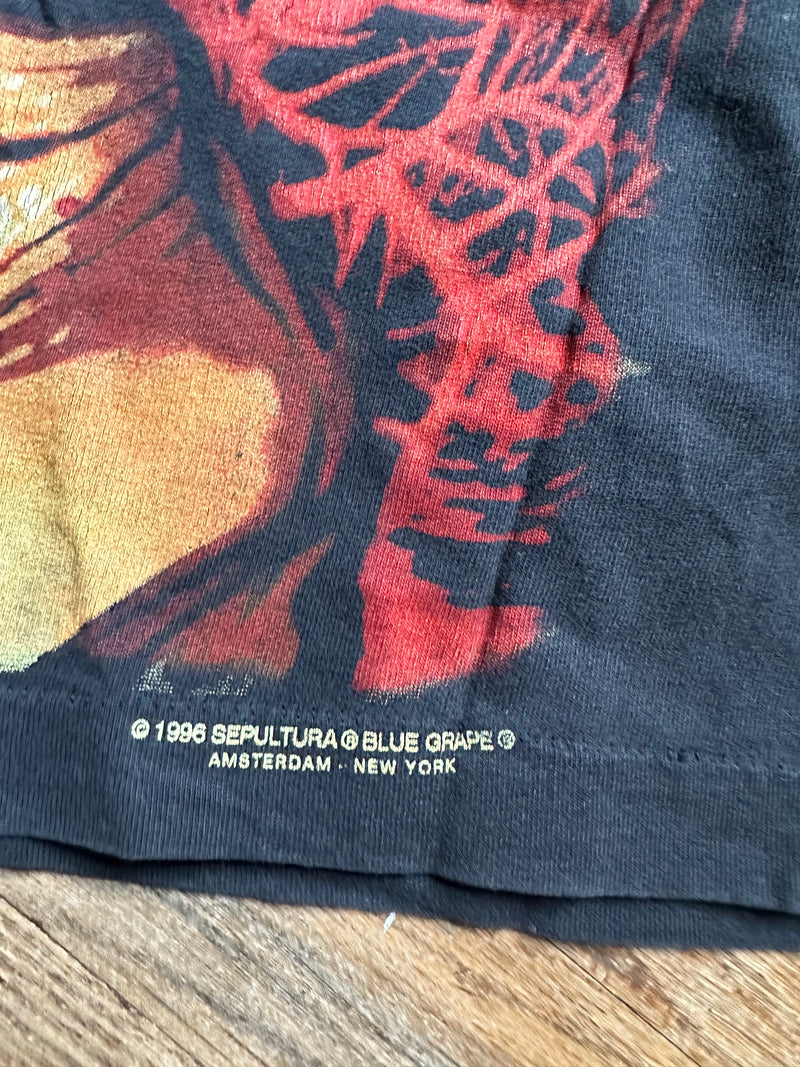 © 1996 SEPULTURA ® BLUE GRAPE ®
AMSTERDAM - NEW YORK